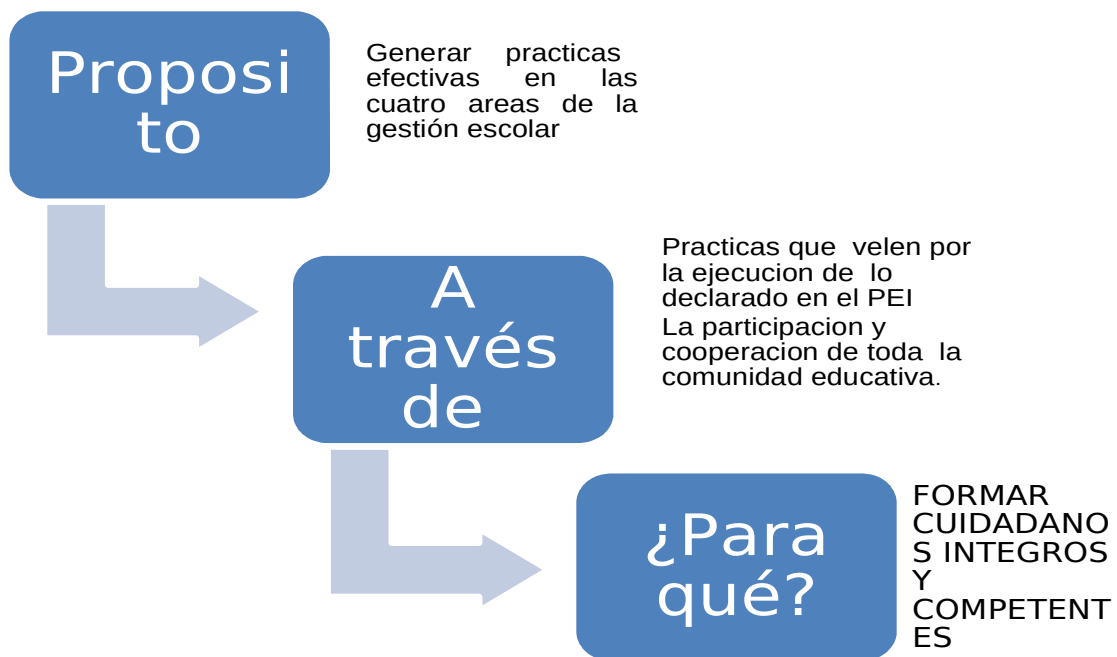 Proposi
to
Generar practicas
efectivas en las
cuatro areas de la
gestión escolar
A
través
de
Practicas que velen por
la ejecucion de lo
declarado en el PEI
La participacion y
cooperacion de toda la
comunidad educativa.
¿Para
qué?
FORMAR
CUIDADANO
S INTEGROS
Y
COMPETENT
ES